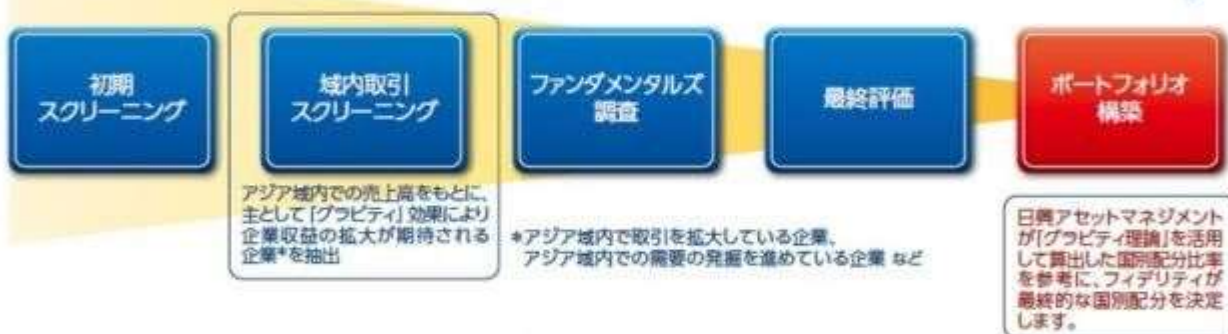 初期
スクリーニング
域内取引
スクリーニング
ファンダメンタルズ
調査
最終評価
ポートフォリオ
構築
アジア域内での売上高をもとに、
主として「グラビティ」効果により
企業収益の拡大が期待される
企業*を抽出
*アジア域内で取引を拡大している企業、
アジア域内での需要の発掘を進めている企業 など
日興アセットマネジメント
が「グラビティ理論」を活用
して算出した国別配分比率
を参考に、フィデリティが
最終的な国別配分を決定
します。